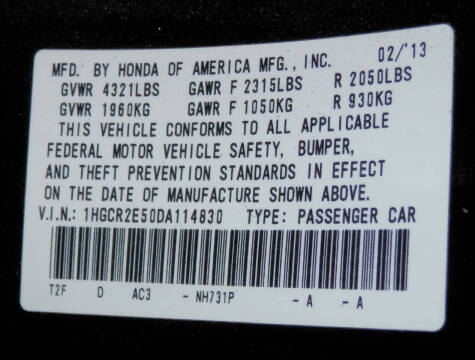 MFD. BY HONDA OF AMERICA MFG., INC. 02/'13
GVWR 4321LBS GAWR F 2315LBS R 2050LBS
GVWR 1960KG GAWR F 1050KG R 930KG
THIS VEHICLE CONFORMS TO ALL APPLICABLE
FEDERAL MOTOR VEHICLE SAFETY, BUMPER,
AND THEFT PREVENTION STANDARDS IN EFFECT
ON THE DATE OF MANUFACTURE SHOWN ABOVE.
V.I.N.: 1HGCR2E50DA114830 TYPE: PASSENGER CAR
T2F D AC3 - NH731P - A - A